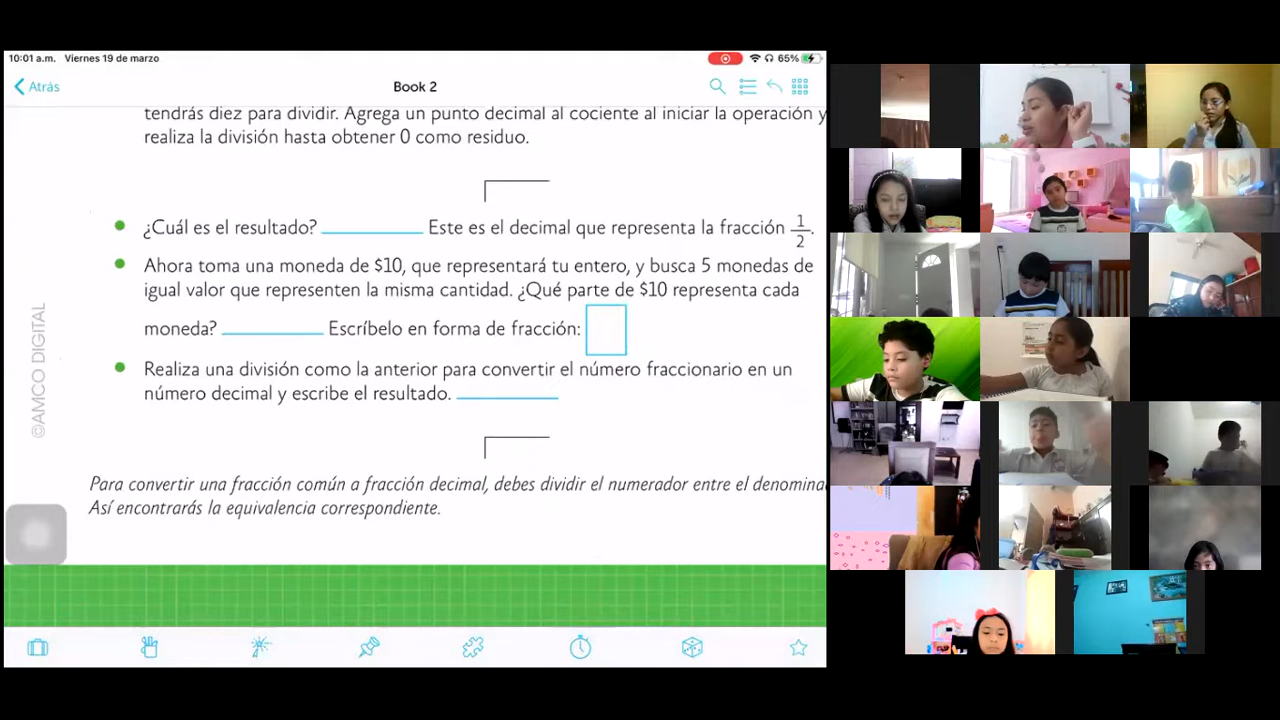 10:01 a.m. Viernes 19 de marzo
65%
Atrás
Book 2
tendrás diez para dividir. Agrega un punto decimal al cociente al iniciar la operación y
realiza la división hasta obtener 0 como residuo.
¿Cuál es el resultado? __________ Este es el decimal que representa la fracción 1/2.
Ahora toma una moneda de $10, que representará tu entero, y busca 5 monedas de
igual valor que representen la misma cantidad. ¿Qué parte de $10 representa cada
moneda? __________ Escríbelo en forma de fracción:
Realiza una división como la anterior para convertir el número fraccionario en un
número decimal y escribe el resultado. __________
Para convertir una fracción común a fracción decimal, debes dividir el numerador entre el denomina
Así encontrarás la equivalencia correspondiente.
©AMCO DIGITAL